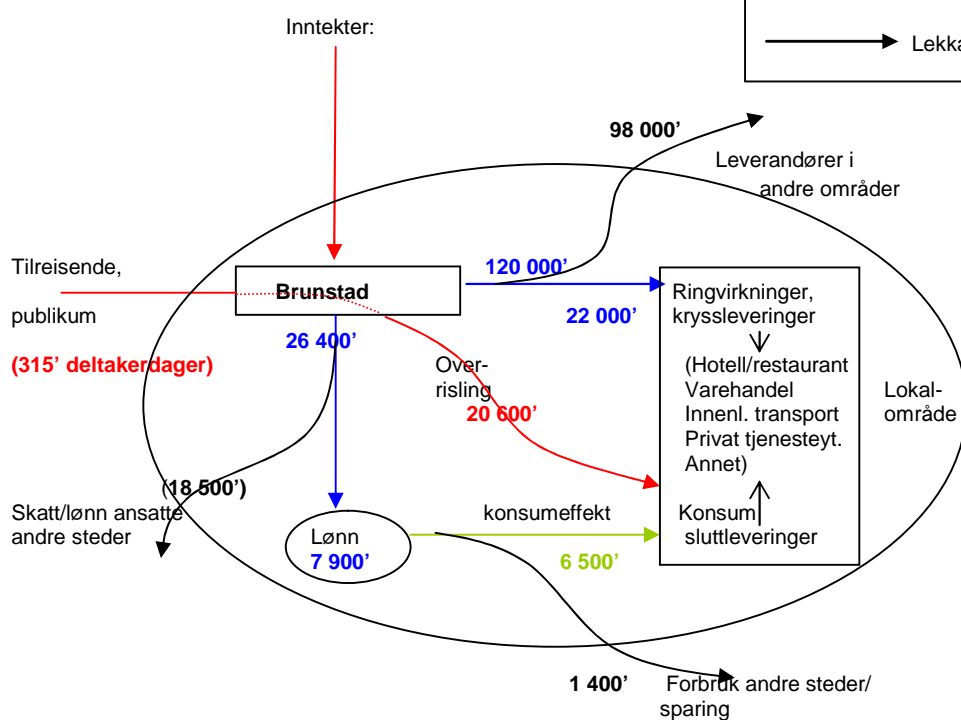 Inntekter:
98 000’
Leverandører i
andre områder
Tilreisende,
publikum
(315’ deltakerdager)
Brunstad
26 400’
120 000’
22 000’
Ringvirkninger,
kryssleveringer
(Hotell/restaurant
Varehandel
Innenl. transport
Privat tjenesteyt.
Annet)
Konsum
sluttleveringer
Lokal-
område
Over-
risling
20 600’
(18 500’)
Skatt/lønn ansatte
andre steder
Lønn
7 900’
konsumeffekt
6 500’
1 400’
Forbruk andre steder/
sparing